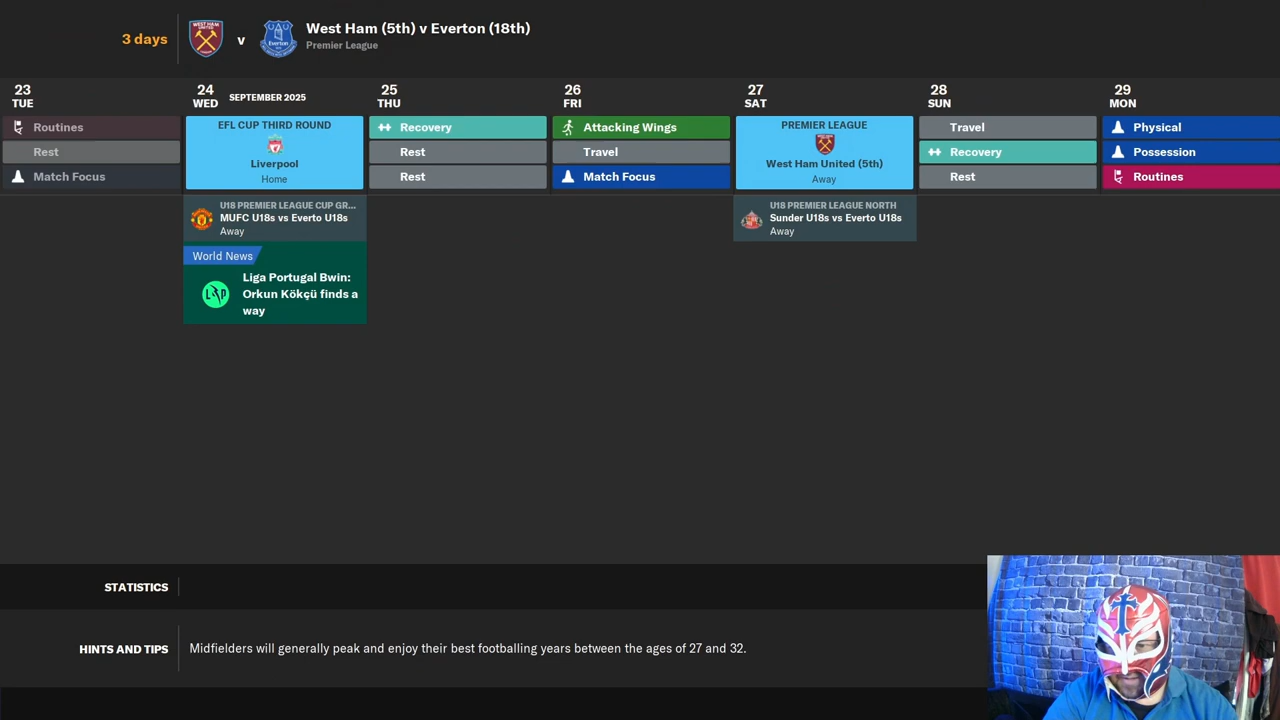 3 days
v
West Ham (5th) v Everton (18th)
Premier League
23
TUE
24
WED
SEPTEMBER 2025
25
THU
26
FRI
27
SAT
28
SUN
29
MON
Routines
Rest
Match Focus
EFL CUP THIRD ROUND
Liverpool
Home
Recovery
Rest
Rest
Attacking Wings
Travel
Match Focus
PREMIER LEAGUE
West Ham United (5th)
Away
Travel
Recovery
Rest
Physical
Possession
Routines
U18 PREMIER LEAGUE CUP GR...
MUFC U18s vs Everto U18s
Away
U18 PREMIER LEAGUE NORTH
Sunder U18s vs Everto U18s
Away
World News
Liga Portugal Bwin:
Orkun Kökçü finds a
way
STATISTICS
HINTS AND TIPS
Midfielders will generally peak and enjoy their best footballing years between the ages of 27 and 32.